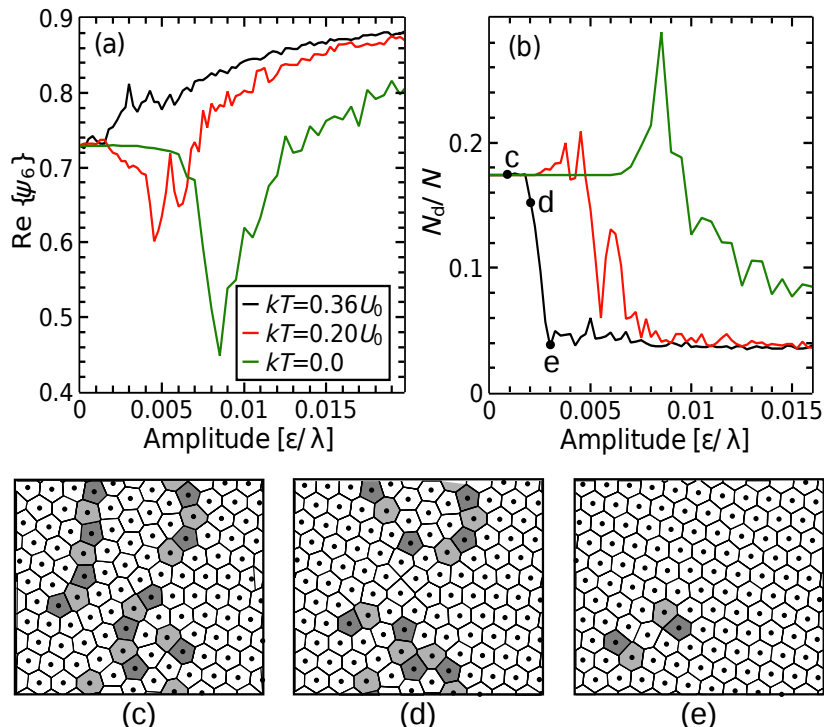 (a)
Re {ψ6}
0.9
0.8
0.7
0.6
0.5
0.4
0
0.005
0.01
0.015
Amplitude [ε/λ]
kT=0.36U0
kT=0.20U0
kT=0.0
(b)
Nd/N
0.2
0.1
0
0
0.005
0.01
0.015
Amplitude [ε/λ]
c
d
e
(c) (d) (e)